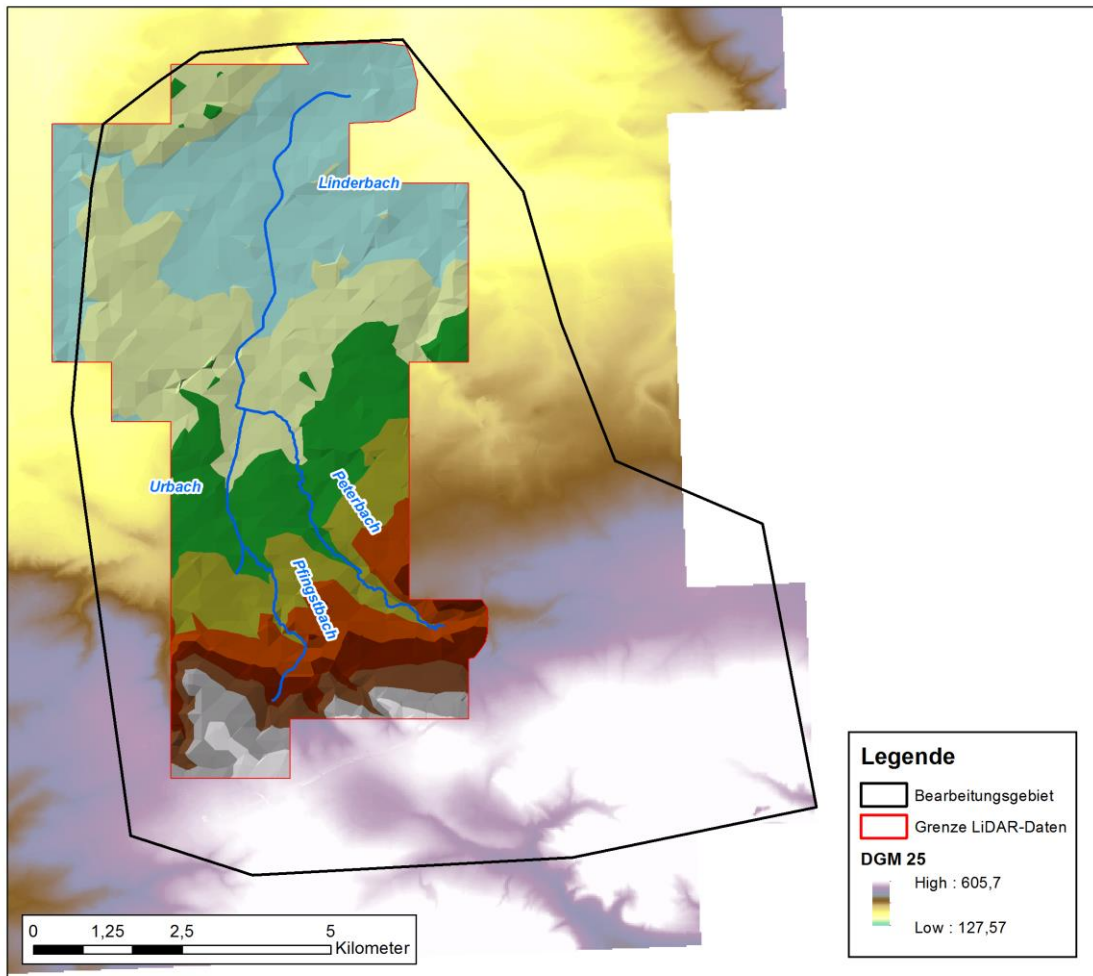 Linderbach
Urbach
Peterbach
Pfingstbach
Legende
Bearbeitungsgebiet
Grenze LiDAR-Daten
DGM 25
High : 605,7
Low : 127,57
0 1,25 2,5 5
Kilometer